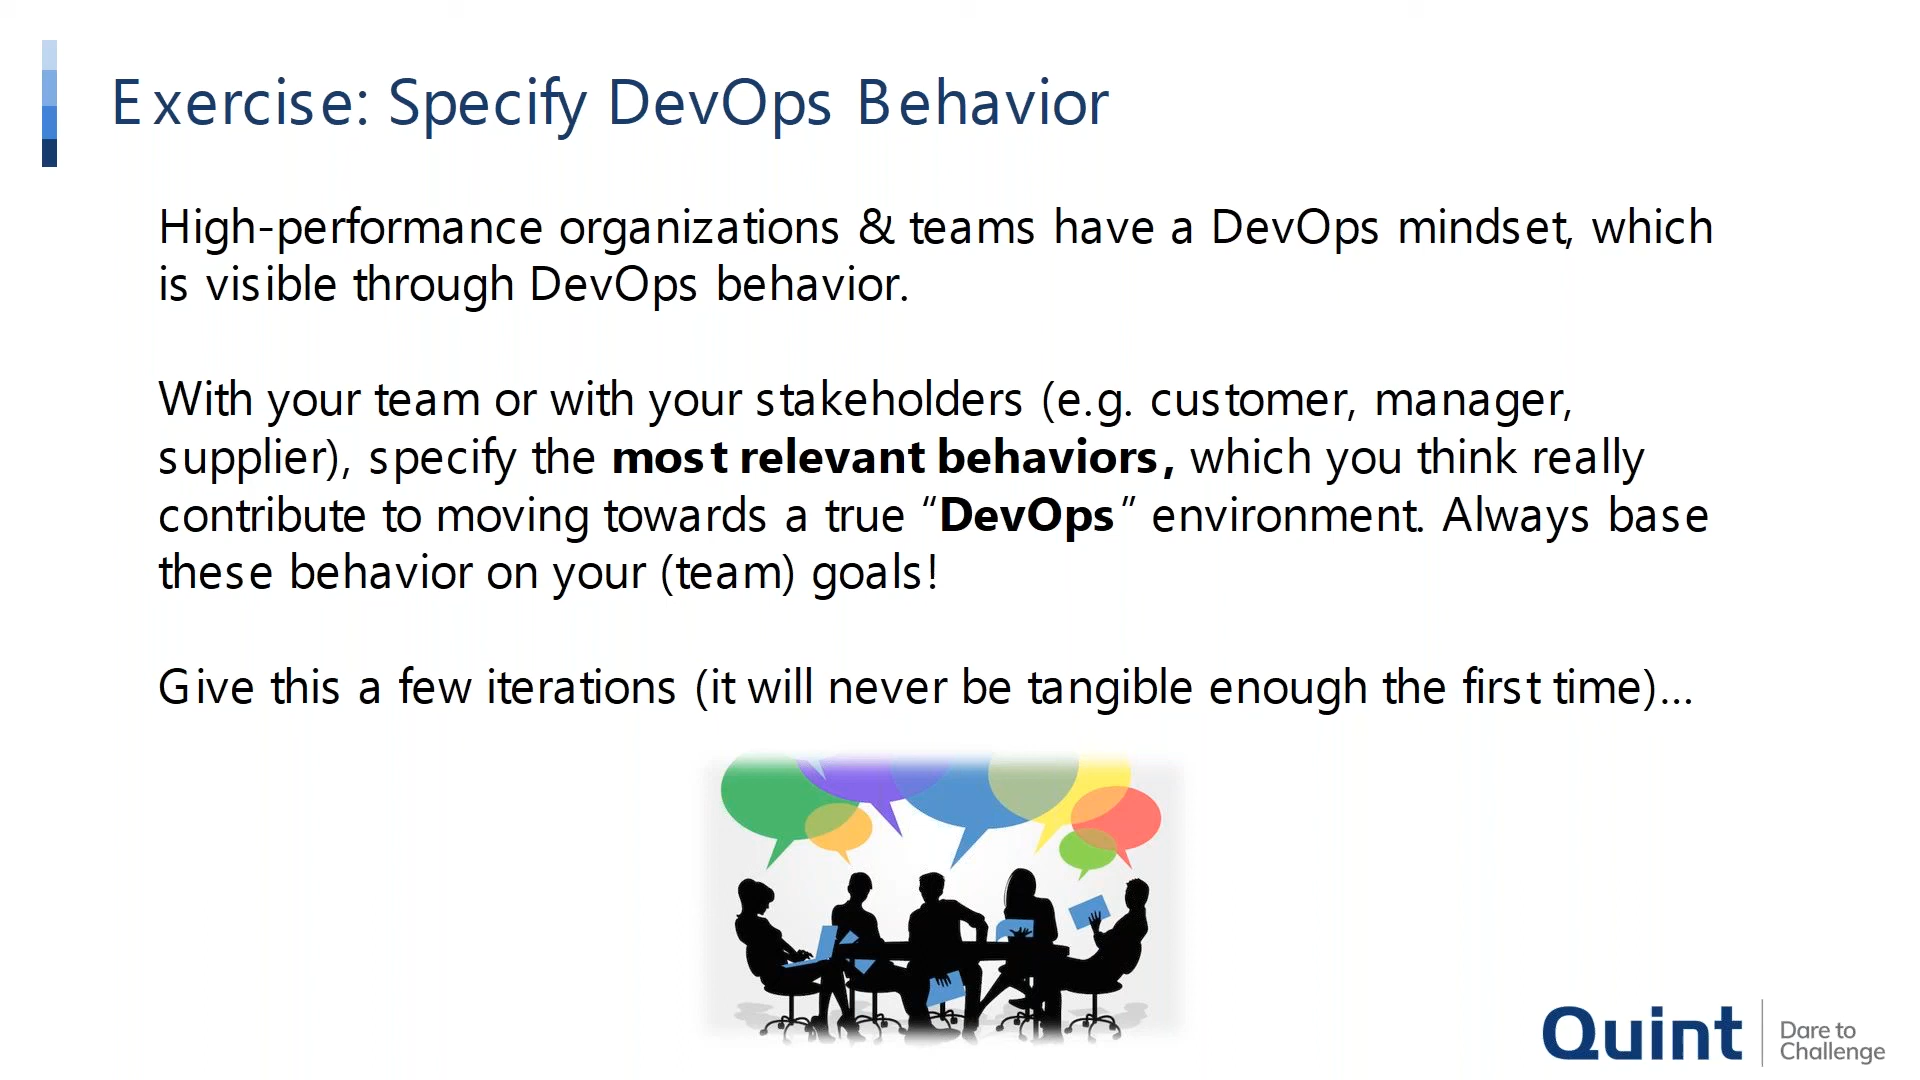 Exercise: Specify DevOps Behavior
High-performance organizations & teams have a DevOps mindset, which
is visible through DevOps behavior.
With your team or with your stakeholders (e.g. customer, manager,
supplier), specify the most relevant behaviors, which you think really
contribute to moving towards a true “DevOps” environment. Always base
these behavior on your (team) goals!
Give this a few iterations (it will never be tangible enough the first time)...
Quint
Dare to
Challenge